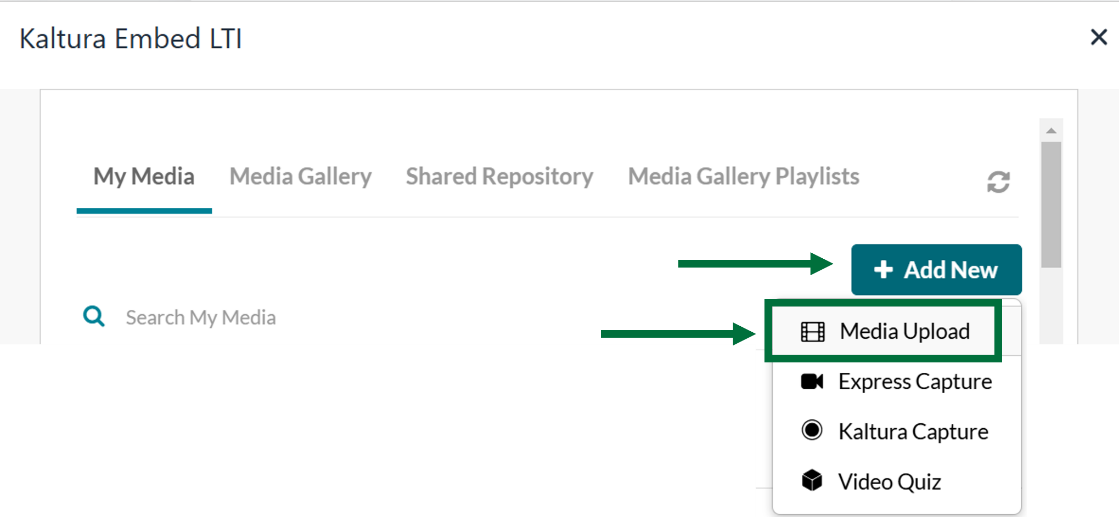 Kaltura Embed LTI
My Media Media Gallery Shared Repository Media Gallery Playlists
Add New
Search My Media
Media Upload
Express Capture
Kaltura Capture
Video Quiz